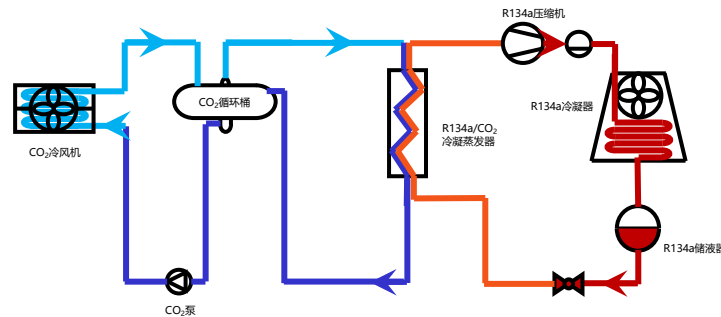 R134a压缩机
CO₂循环桶
R134a冷凝器
R134a/CO₂
冷凝蒸发器
CO₂冷风机
R134a储液器
CO₂泵